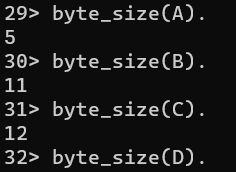 29> byte_size(A).
5
30> byte_size(B).
11
31> byte_size(C).
12
32> byte_size(D).